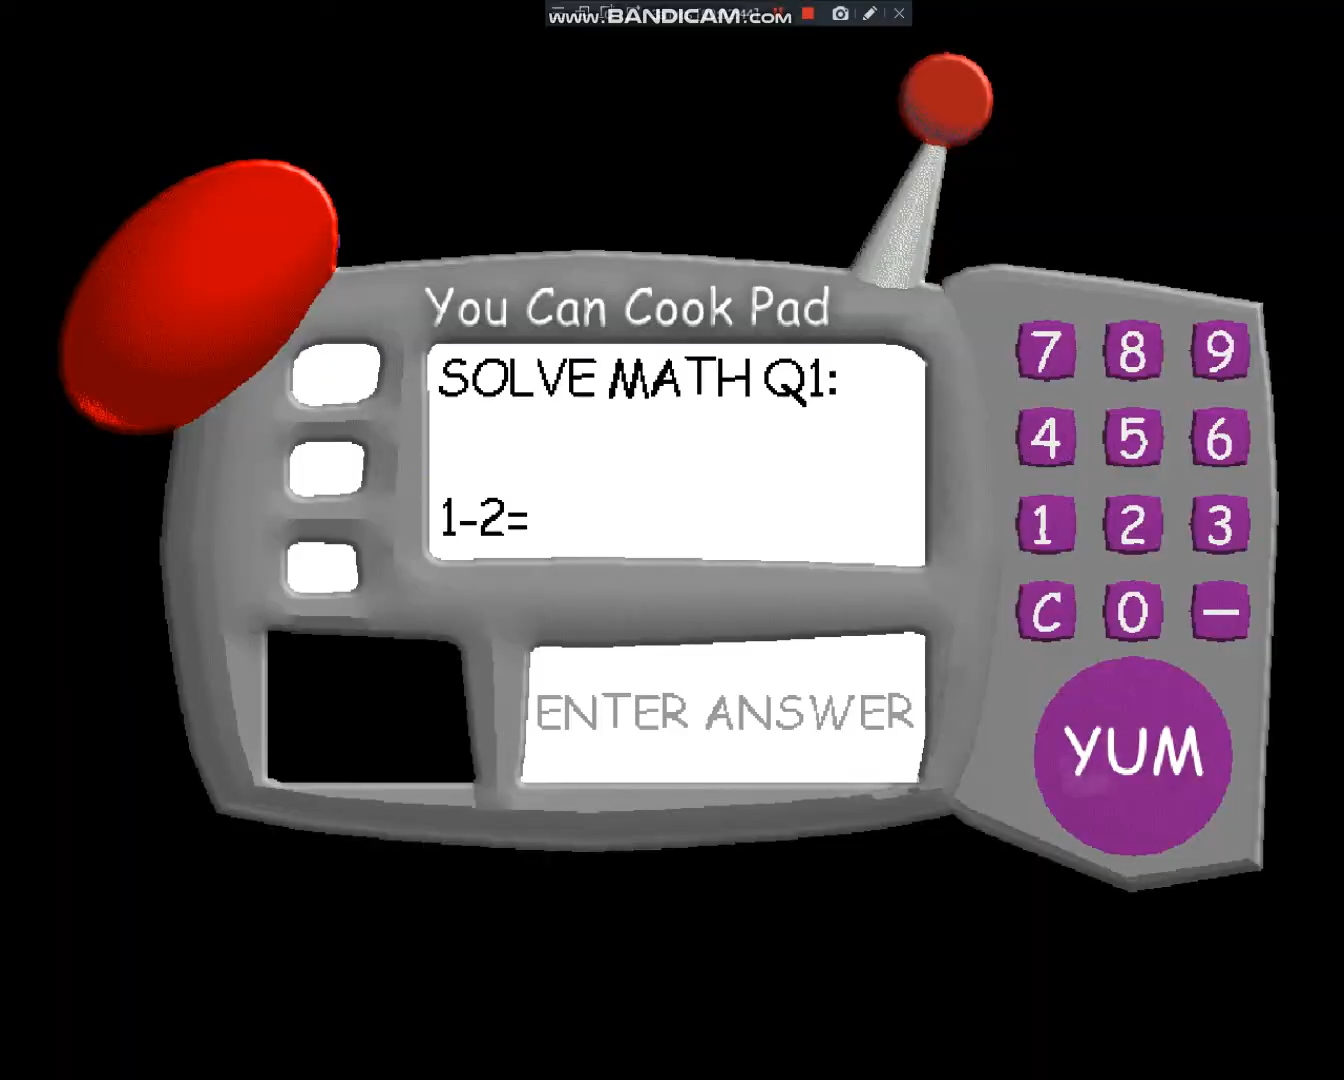 www.BANDICAM.com
You Can Cook Pad
SOLVE MATH Q1:
1-2=
ENTER ANSWER
7 8 9
4 5 6
1 2 3
C 0 —
YUM